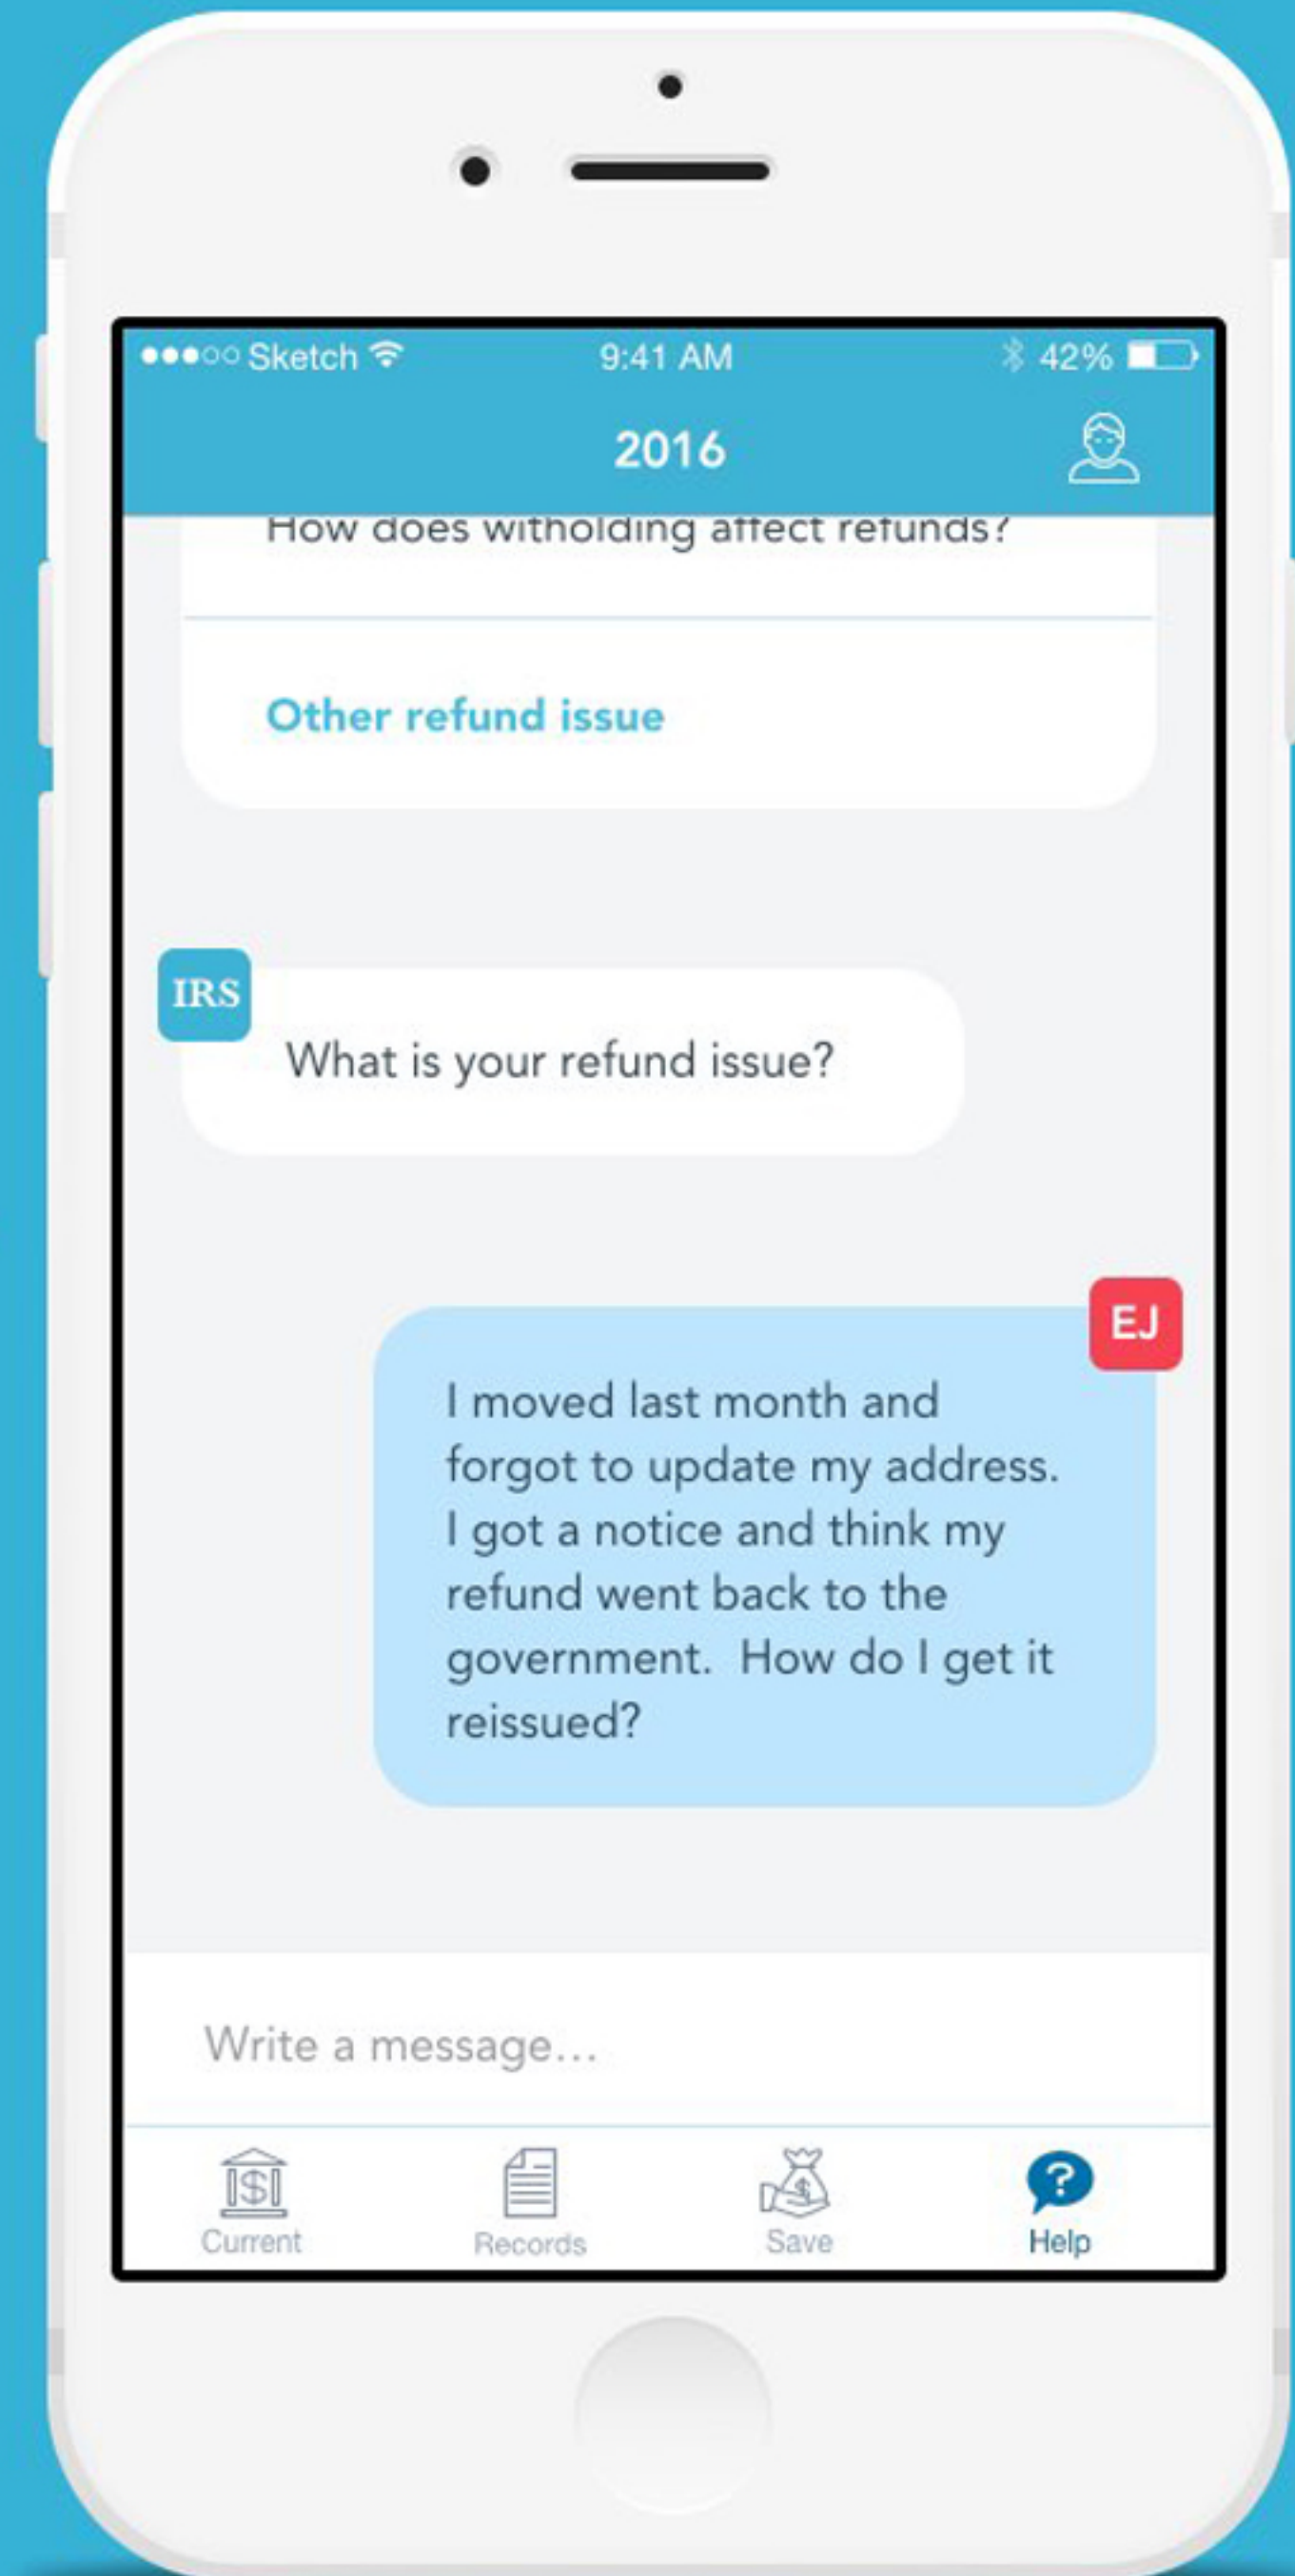 Sketch 9:41 AM 42%
2016
How does witholding affect refunds?
Other refund issue
IRS
What is your refund issue?
EJ
I moved last month and
forgot to update my address.
I got a notice and think my
refund went back to the
government.  How do I get it
reissued?
Write a message...
$ $ ?
Current Records Save Help